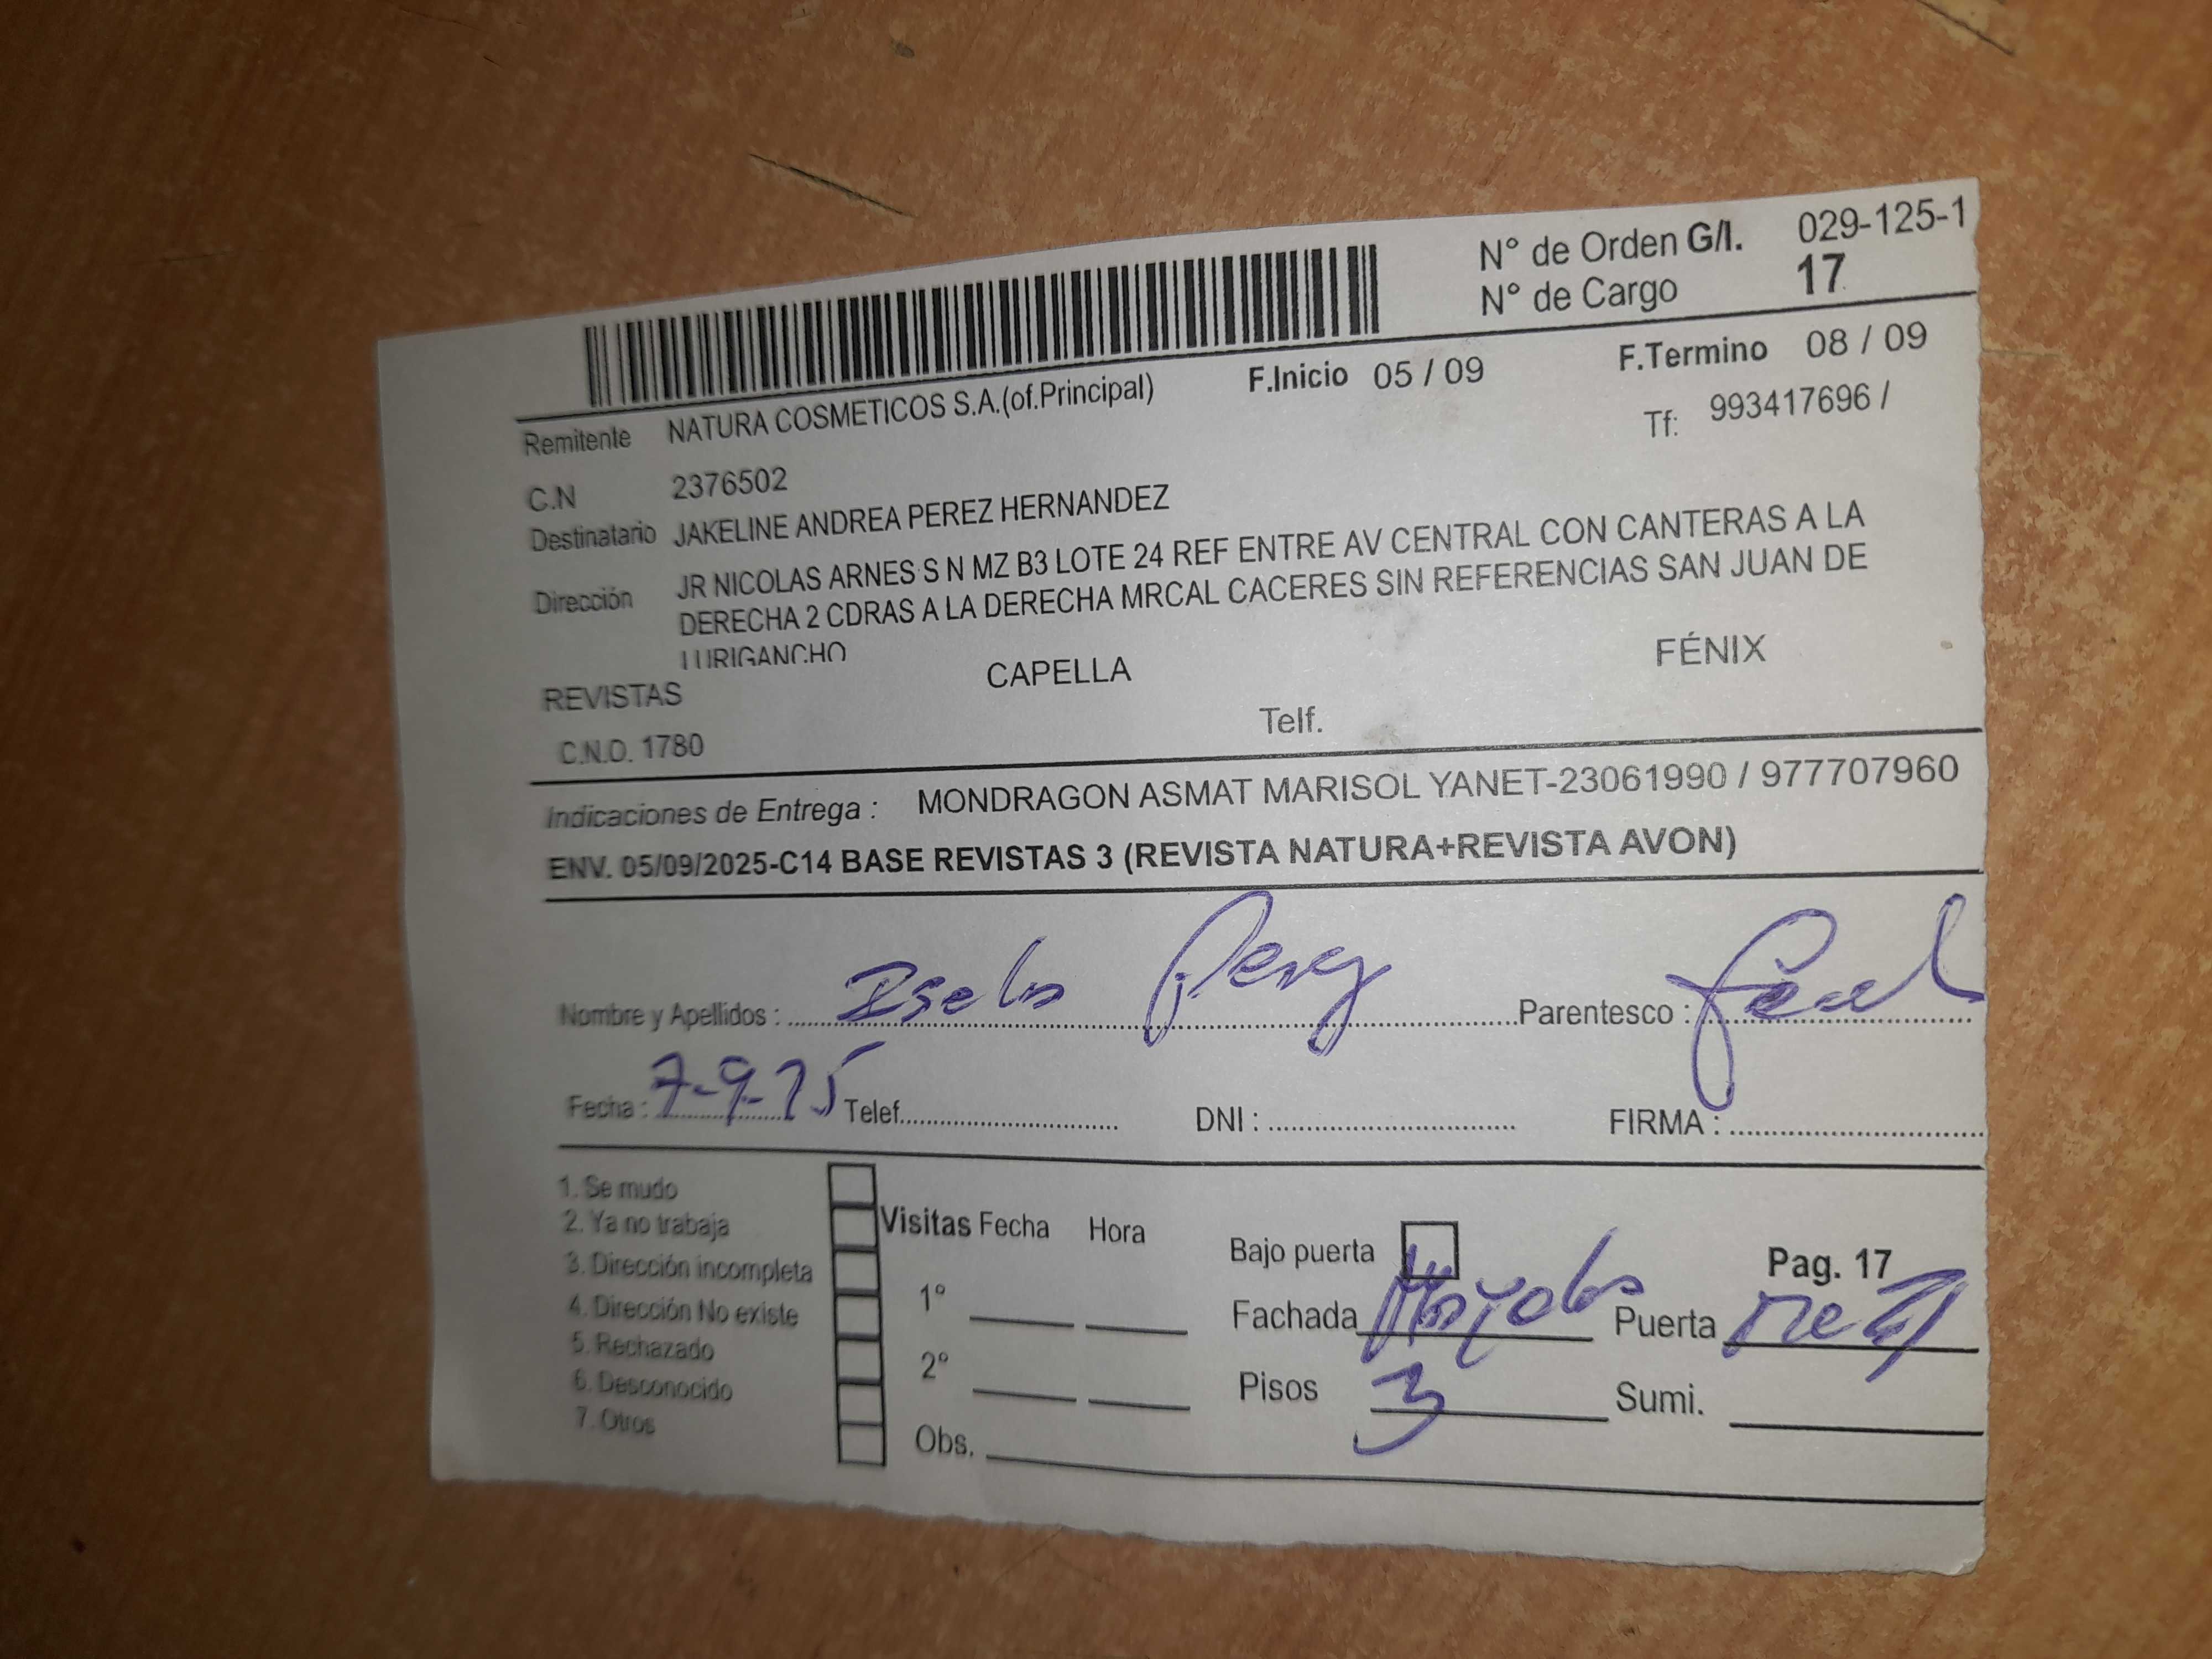 N° de Orden G/I. 029-125-1
N° de Cargo 17
F.Inicio 05 / 09 F.Termino 08 / 09
Remitente NATURA COSMETICOS S.A.(of.Principal) Tf: 993417696 /
C.N 2376502
Destinatario JAKELINE ANDREA PEREZ HERNANDEZ
Dirección JR NICOLAS ARNES S N MZ B3 LOTE 24 REF ENTRE AV CENTRAL CON CANTERAS A LA
DERECHA 2 CDRAS A LA DERECHA MRCAL CACERES SIN REFERENCIAS SAN JUAN DE
LURIGANCHO
REVISTAS CAPELLA FÉNIX
C.N.O. 1780 Telf.
Indicaciones de Entrega : MONDRAGON ASMAT MARISOL YANET-23061990 / 977707960
ENV. 05/09/2025-C14 BASE REVISTAS 3 (REVISTA NATURA+REVISTA AVON)
Nombre y Apellidos : Perez Parentesco :
Fecha : 7-9-25 Telef. DNI : FIRMA :
1. Se mudo
2. Ya no trabaja
3. Dirección incompleta
4. Dirección No existe
5. Rechazado
6. Desconocido
7. Otros
Visitas Fecha Hora
1°
2°
Obs.
Bajo puerta Pag. 17
Fachada Puerta
Pisos 3 Sumi.